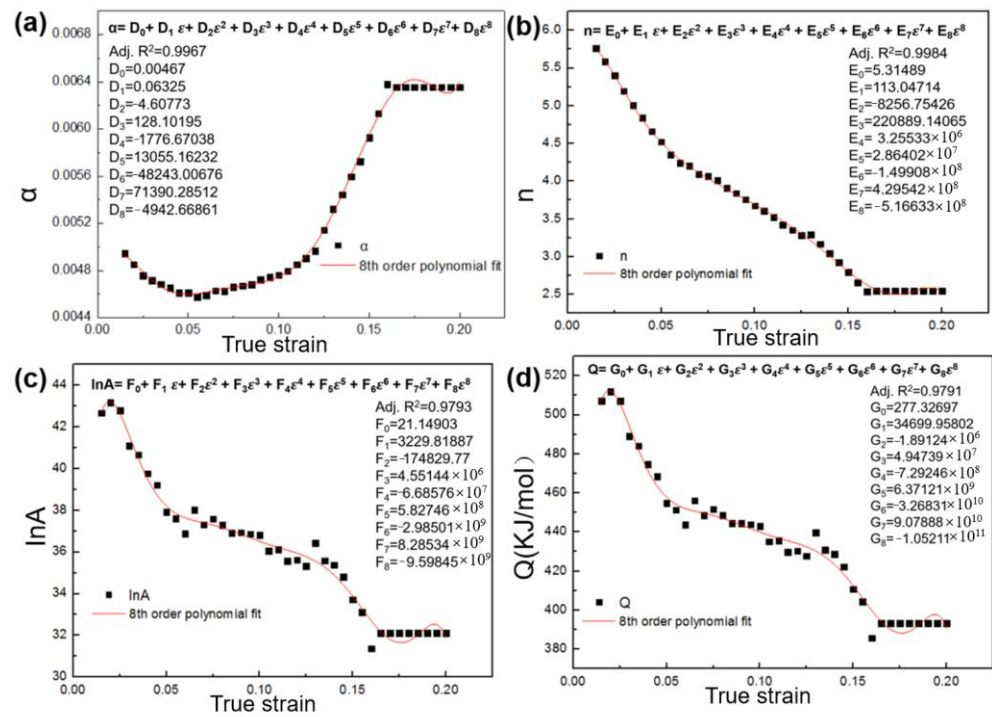 (a)
α= D₀+ D₁ ε+ D₂ε²+ D₃ε³+ D₄ε⁴+ D₅ε⁵+ D₆ε⁶+ D₇ε⁷+ D₈ε⁸
Adj. R²=0.9967
D₀=0.00467
D₁=0.06325
D₂=-4.60773
D₃=128.10195
D₄=-1776.67038
D₅=13055.16232
D₆=-48243.00676
D₇=71390.28512
D₈=-4942.66861
0.0068
0.0064
0.0060
0.0056
0.0052
0.0048
0.0044
α
α
8th order polynomial fit
0.00
0.05
0.10
0.15
0.20
True strain
(b)
n= E₀+ E₁ ε+ E₂ε²+ E₃ε³+ E₄ε⁴+ E₅ε⁵+ E₆ε⁶+ E₇ε⁷+ E₈ε⁸
Adj. R²=0.9984
E₀=5.31489
E₁=113.04714
E₂=-8256.75426
E₃=220889.14065
E₄= 3.25533×10⁶
E₅=2.86402×10⁷
E₆=-1.49908×10⁸
E₇=4.29542×10⁸
E₈=-5.16633×10⁸
6.0
5.5
5.0
4.5
4.0
3.5
3.0
2.5
n
n
8th order polynomial fit
0.00
0.05
0.10
0.15
0.20
True strain
(c)
lnA= F₀+ F₁ ε+ F₂ε²+ F₃ε³+ F₄ε⁴+ F₅ε⁵+ F₆ε⁶+ F₇ε⁷+ F₈ε⁸
Adj. R²=0.9793
F₀=21.14903
F₁=3229.81887
F₂=-174829.77
F₃=4.55144×10⁶
F₄=-6.68576×10⁷
F₅=5.82746×10⁸
F₆=-2.98501×10⁹
F₇=8.28534×10⁹
F₈=-9.59845×10⁹
44
42
40
38
36
34
32
30
lnA
lnA
8th order polynomial fit
0.00
0.05
0.10
0.15
0.20
True strain
(d)
Q= G₀+ G₁ ε+ G₂ε²+ G₃ε³+ G₄ε⁴+ G₅ε⁵+ G₆ε⁶+ G₇ε⁷+ G₈ε⁸
Adj. R²=0.9791
G₀=277.32697
G₁=34699.95802
G₂=-1.89124×10⁶
G₃=4.94739×10⁷
G₄=-7.29246×10⁸
G₅=6.37121×10⁹
G₆=-3.26831×10¹⁰
G₇=9.07888×10¹⁰
G₈=-1.05211×10¹¹
510
480
450
420
390
360
Q(KJ/mol)
Q
8th order polynomial fit
0.00
0.05
0.10
0.15
0.20
True strain